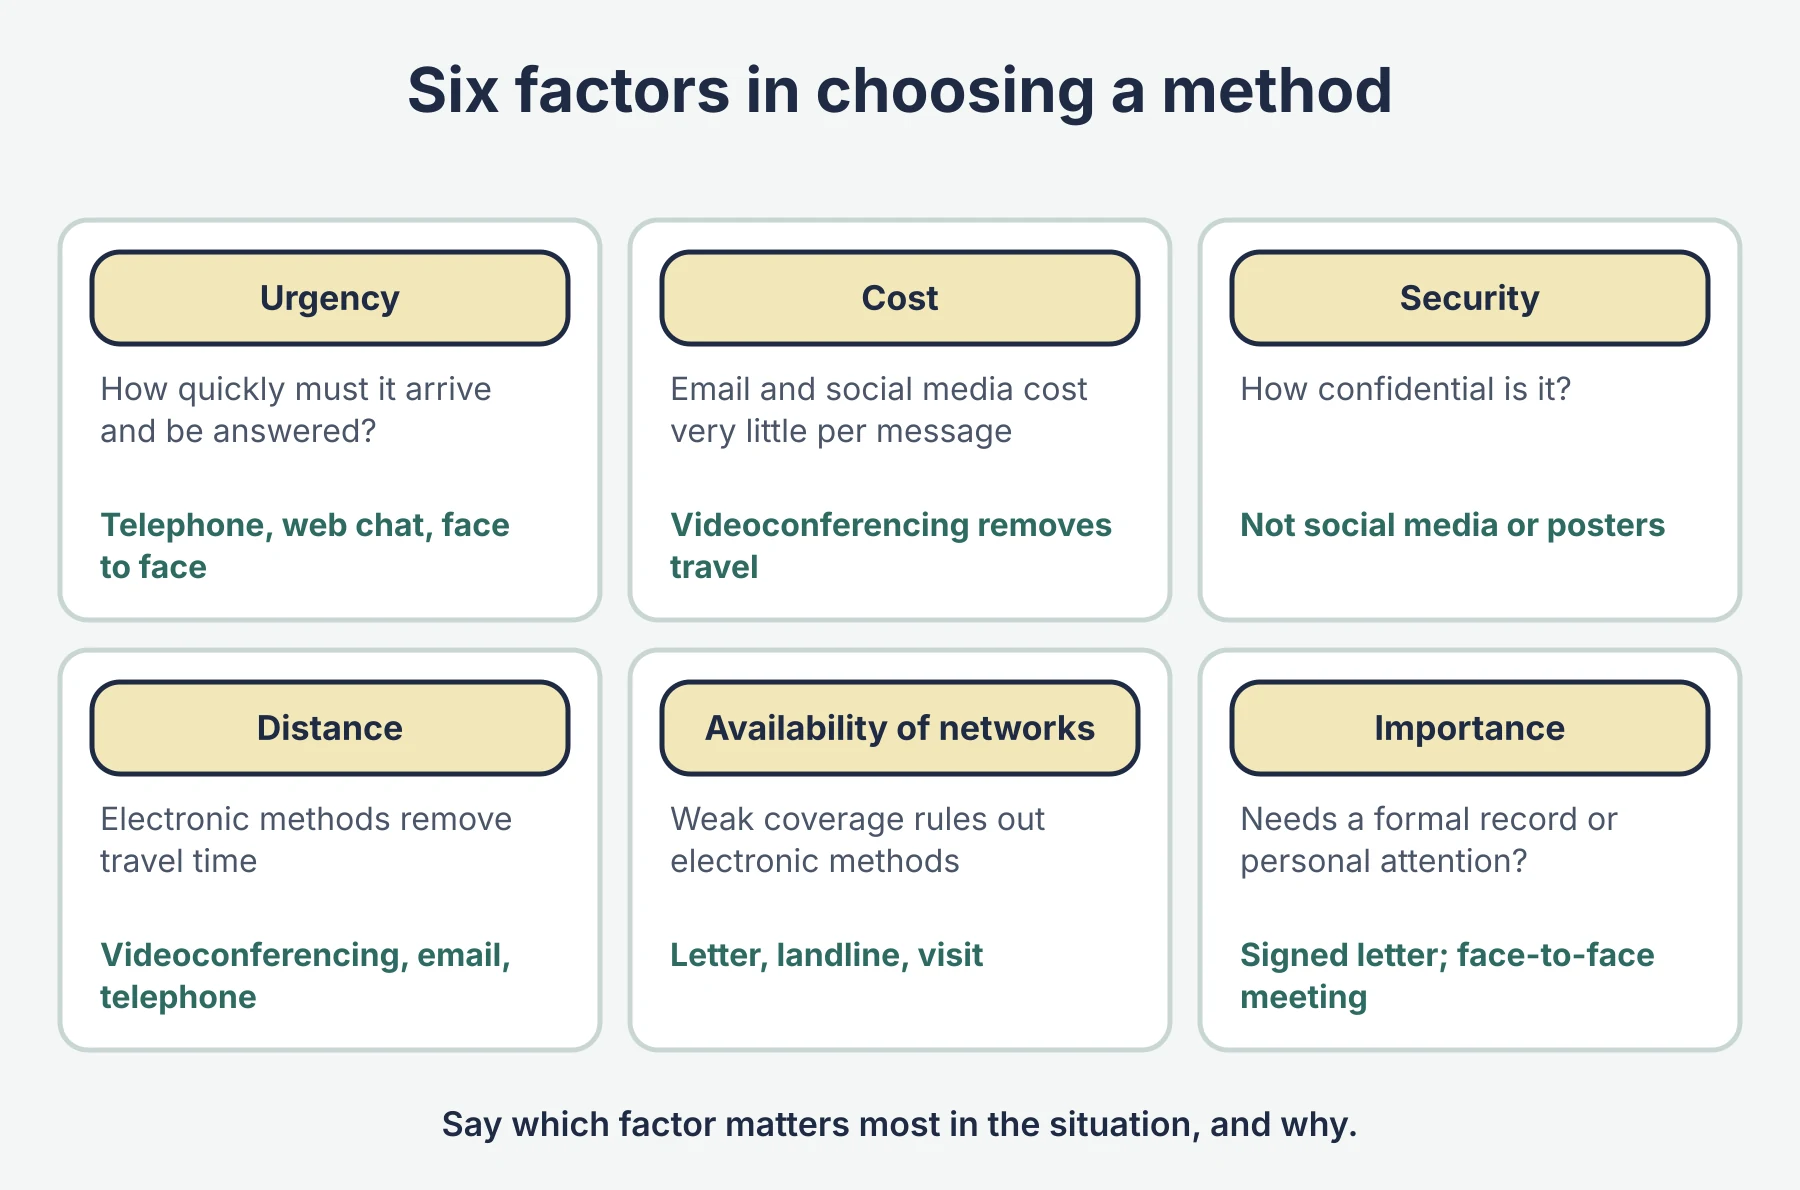 Six factors in choosing a method
Urgency
How quickly must it arrive
and be answered?
Telephone, web chat, face
to face
Cost
Email and social media cost
very little per message
Videoconferencing removes
travel
Security
How confidential is it?
Not social media or posters
Distance
Electronic methods remove
travel time
Videoconferencing, email,
telephone
Availability of networks
Weak coverage rules out
electronic methods
Letter, landline, visit
Importance
Needs a formal record or
personal attention?
Signed letter; face-to-face
meeting
Say which factor matters most in the situation, and why.